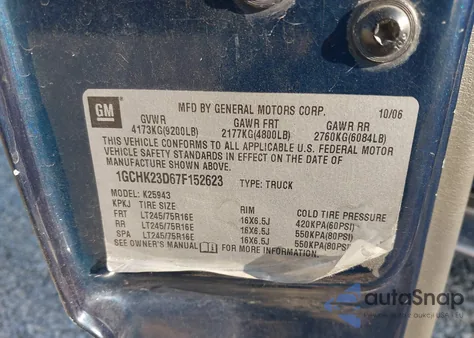 GM
MFD BY GENERAL MOTORS CORP. 10/06
GVWR GAWR FRT GAWR RR
4173KG(9200LB) 2177KG(4800LB) 2760KG(6084LB)
THIS VEHICLE CONFORMS TO ALL APPLICABLE U.S. FEDERAL MOTOR
VEHICLE SAFETY STANDARDS IN EFFECT ON THE DATE OF
MANUFACTURE SHOWN ABOVE.
1GCHK23D67F152623 TYPE: TRUCK
MODEL: K25943
KPKJ TIRE SIZE RIM COLD TIRE PRESSURE
FRT LT245/75R16E 16X6.5J 420KPA(60PSI)
RR LT245/75R16E 16X6.5J 550KPA(80PSI)
SPA LT245/75R16E 16X6.5J 550KPA(80PSI)
SEE OWNER'S MANUAL FOR MORE INFORMATION.
autaSnap